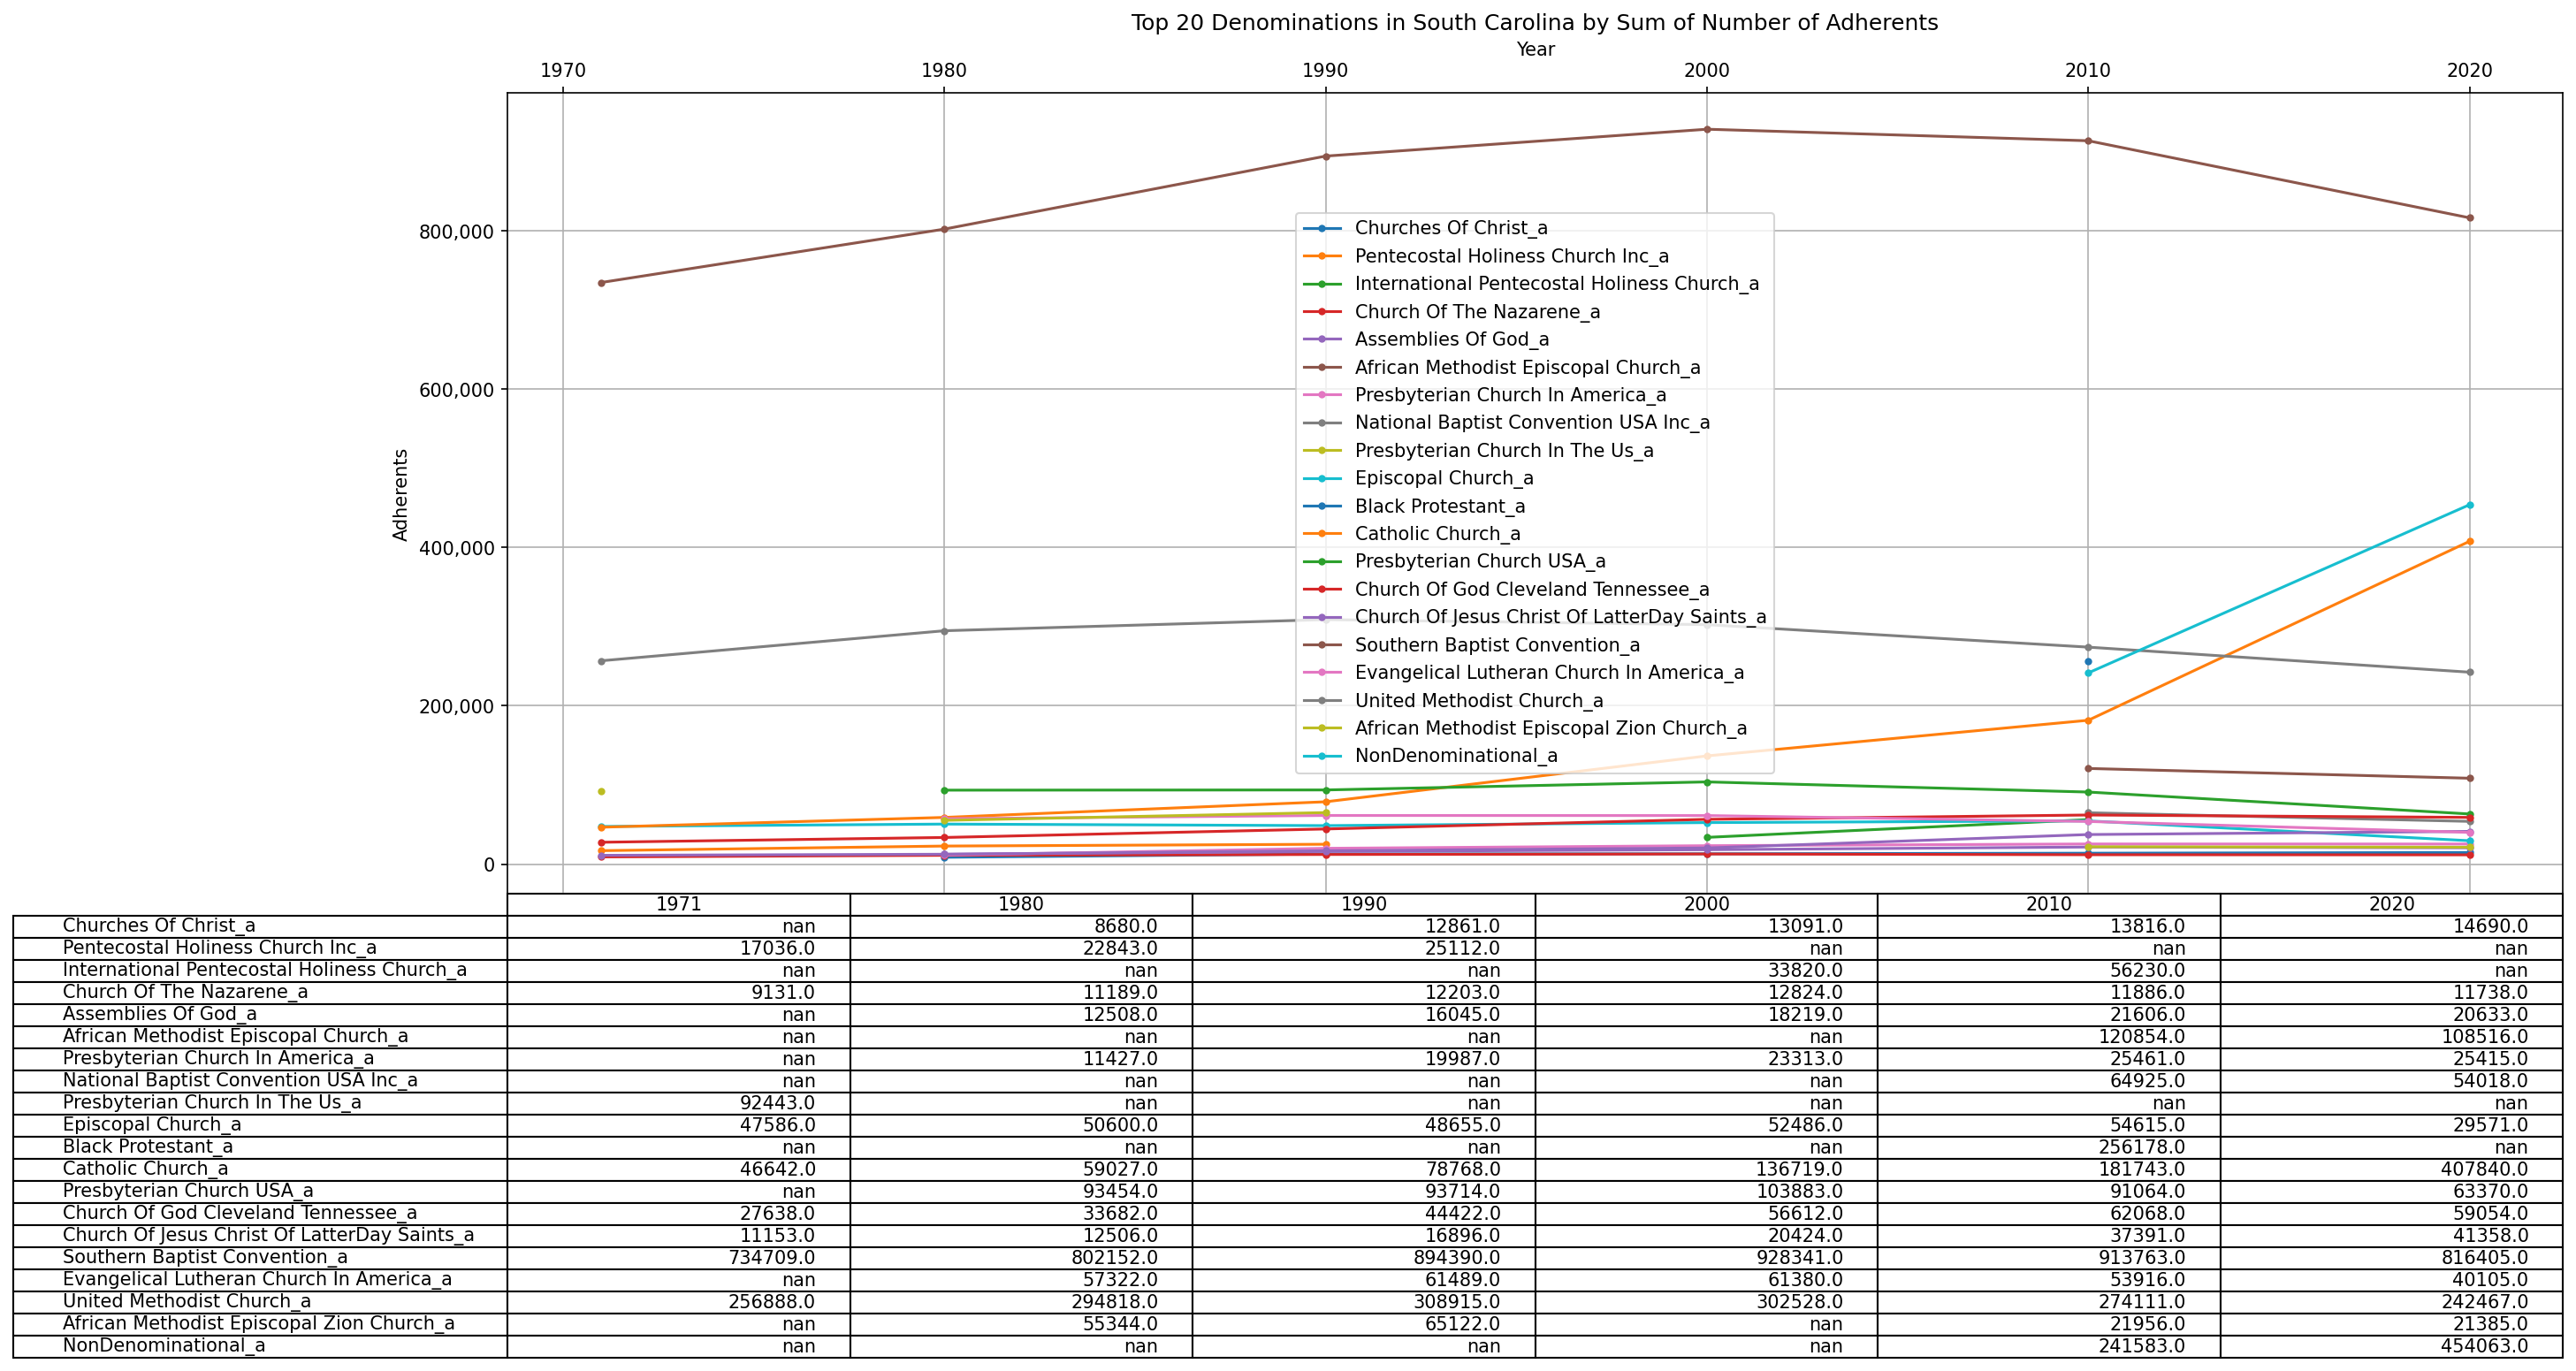 Top 20 Denominations in South Carolina by Sum of Number of Adherents
Year
1970 1980 1990 2000 2010 2020
800,000
600,000
400,000
200,000
0
Adherents
Churches Of Christ_a
Pentecostal Holiness Church Inc_a
International Pentecostal Holiness Church_a
Church Of The Nazarene_a
Assemblies Of God_a
African Methodist Episcopal Church_a
Presbyterian Church In America_a
National Baptist Convention USA Inc_a
Presbyterian Church In The Us_a
Episcopal Church_a
Black Protestant_a
Catholic Church_a
Presbyterian Church USA_a
Church Of God Cleveland Tennessee_a
Church Of Jesus Christ Of LatterDay Saints_a
Southern Baptist Convention_a
Evangelical Lutheran Church In America_a
United Methodist Church_a
African Methodist Episcopal Zion Church_a
NonDenominational_a
1971 1980 1990 2000 2010 2020
Churches Of Christ_a nan 8680.0 12861.0 13091.0 13816.0 14690.0
Pentecostal Holiness Church Inc_a 17036.0 22843.0 25112.0 nan nan nan
International Pentecostal Holiness Church_a nan nan nan 33820.0 56230.0 nan
Church Of The Nazarene_a 9131.0 11189.0 12203.0 12824.0 11886.0 11738.0
Assemblies Of God_a nan 12508.0 16045.0 18219.0 21606.0 20633.0
African Methodist Episcopal Church_a nan nan nan nan 120854.0 108516.0
Presbyterian Church In America_a nan 11427.0 19987.0 23313.0 25461.0 25415.0
National Baptist Convention USA Inc_a nan nan nan nan 64925.0 54018.0
Presbyterian Church In The Us_a 92443.0 nan nan nan nan nan
Episcopal Church_a 47586.0 50600.0 48655.0 52486.0 54615.0 29571.0
Black Protestant_a nan nan nan nan 256178.0 nan
Catholic Church_a 46642.0 59027.0 78768.0 136719.0 181743.0 407840.0
Presbyterian Church USA_a nan 93454.0 93714.0 103883.0 91064.0 63370.0
Church Of God Cleveland Tennessee_a 27638.0 33682.0 44422.0 56612.0 62068.0 59054.0
Church Of Jesus Christ Of LatterDay Saints_a 11153.0 12506.0 16896.0 20424.0 37391.0 41358.0
Southern Baptist Convention_a 734709.0 802152.0 894390.0 928341.0 913763.0 816405.0
Evangelical Lutheran Church In America_a nan 57322.0 61489.0 61380.0 53916.0 40105.0
United Methodist Church_a 256888.0 294818.0 308915.0 302528.0 274111.0 242467.0
African Methodist Episcopal Zion Church_a nan 55344.0 65122.0 nan 21956.0 21385.0
NonDenominational_a nan nan nan nan 241583.0 454063.0